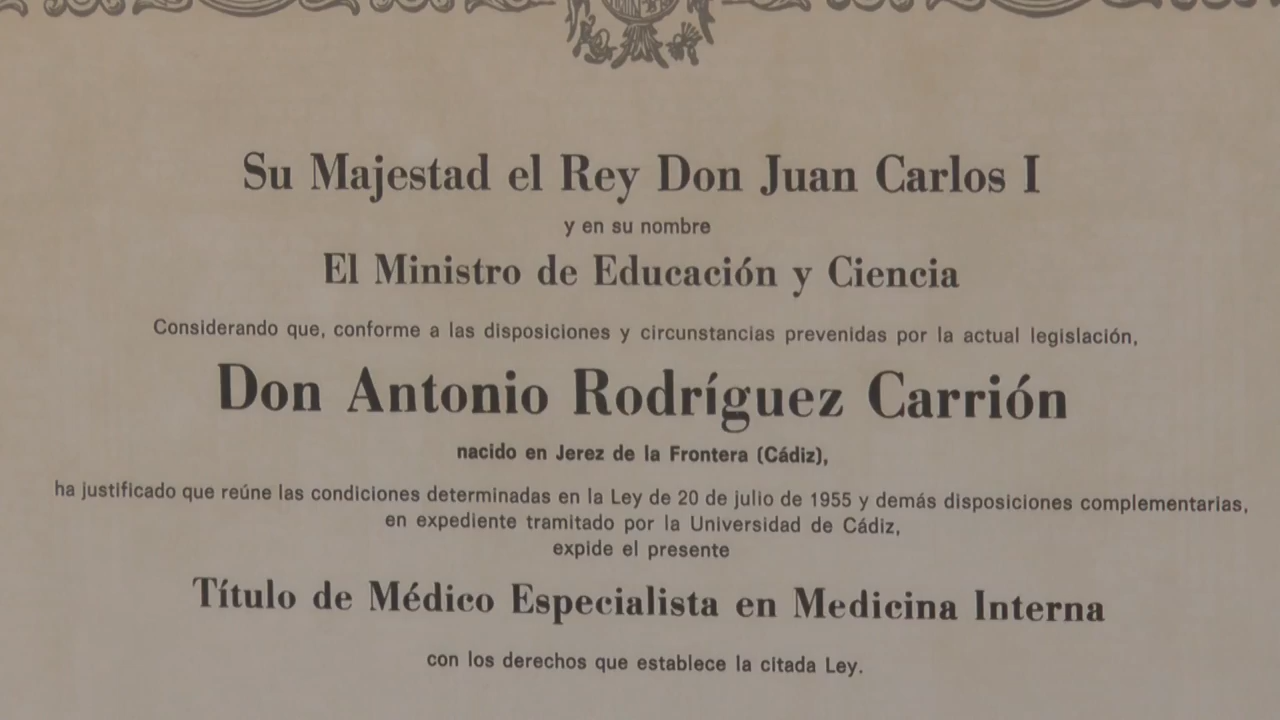 Su Majestad el Rey Don Juan Carlos I
y en su nombre
El Ministro de Educación y Ciencia
Considerando que, conforme a las disposiciones y circunstancias prevenidas por la actual legislación,
Don Antonio Rodríguez Carrión
nacido en Jerez de la Frontera (Cádiz),
ha justificado que reúne las condiciones determinadas en la Ley de 20 de julio de 1955 y demás disposiciones complementarias,
en expediente tramitado por la Universidad de Cádiz,
expide el presente
Título de Médico Especialista en Medicina Interna
con los derechos que establece la citada Ley.